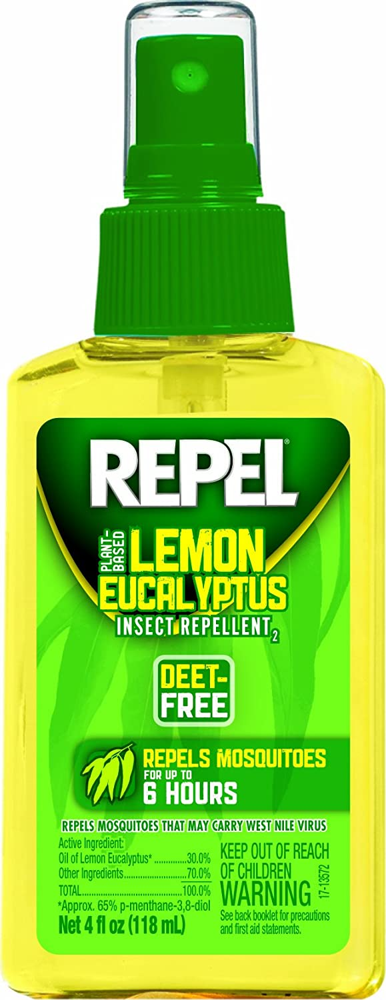 REPEL®
PLANT-
BASED
LEMON
EUCALYPTUS
INSECT REPELLENT2
DEET-
FREE
REPELS MOSQUITOES
FOR UP TO
6 HOURS
REPELS MOSQUITOES THAT MAY CARRY WEST NILE VIRUS
Active Ingredient:
Oil of Lemon Eucalyptus*..............30.0%
Other Ingredients........................70.0%
TOTAL.......................................100.0%
*Approx. 65% p-menthane-3,8-diol
Net 4 fl oz (118 mL)
KEEP OUT OF REACH
OF CHILDREN
WARNING
See back booklet for precautions
and first aid statements.
17-13572